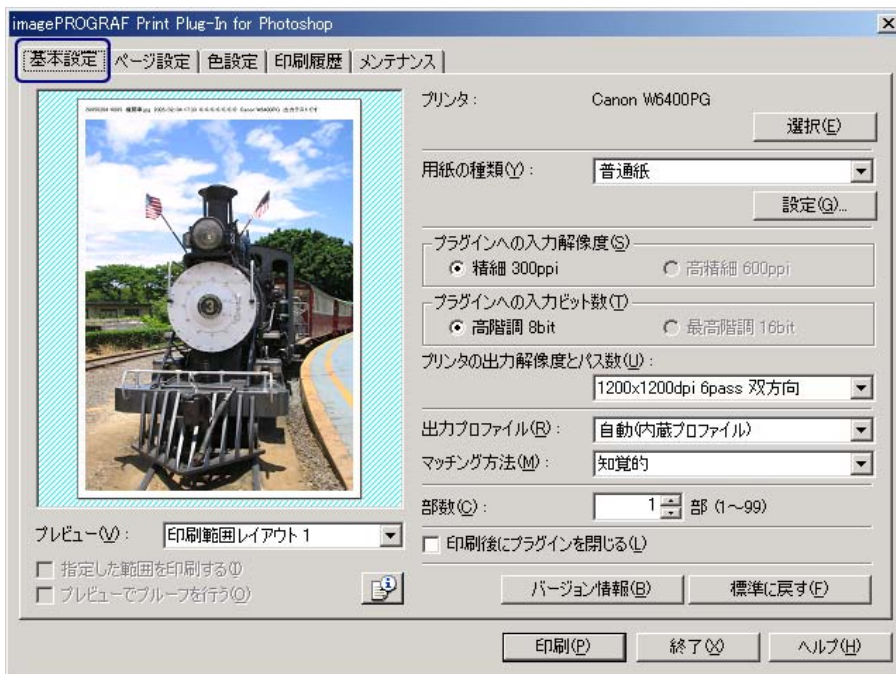 imagePROGRAF Print Plug-In for Photoshop
基本設定 ページ設定 色設定 印刷履歴 メンテナンス
プリンタ： Canon W6400PG
選択(E)
用紙の種類(Y)： 普通紙
設定(G)...
プラグインへの入力解像度(S)
精細 300ppi 高精細 600ppi
プラグインへの入力ビット数(T)
高階調 8bit 最高階調 16bit
プリンタの出力解像度とパス数(U)：
1200x1200dpi 6pass 双方向
出力プロファイル(R)： 自動(内蔵プロファイル)
マッチング方法(M)： 知覚的
部数(C)： 1 部 (1～99)
印刷後にプラグインを閉じる(L)
バージョン情報(B) 標準に戻す(F)
3
プレビュー(V)： 印刷範囲レイアウト 1
指定した範囲を印刷する(I)
プレビューでプルーフを行う(O)
印刷(P) 終了(X) ヘルプ(H)